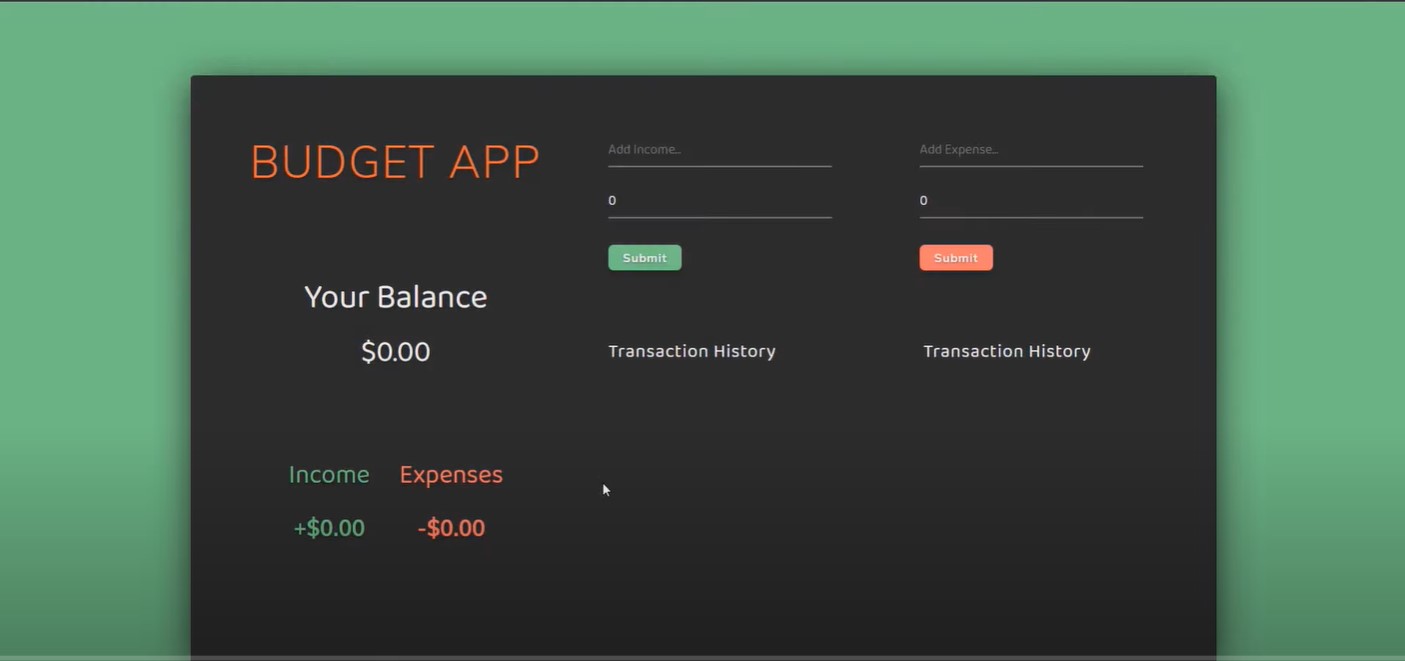 BUDGET APP
Your Balance
$0.00
Income Expenses
+$0.00 -$0.00
Add Income...
0
Submit
Transaction History
Add Expense...
0
Submit
Transaction History